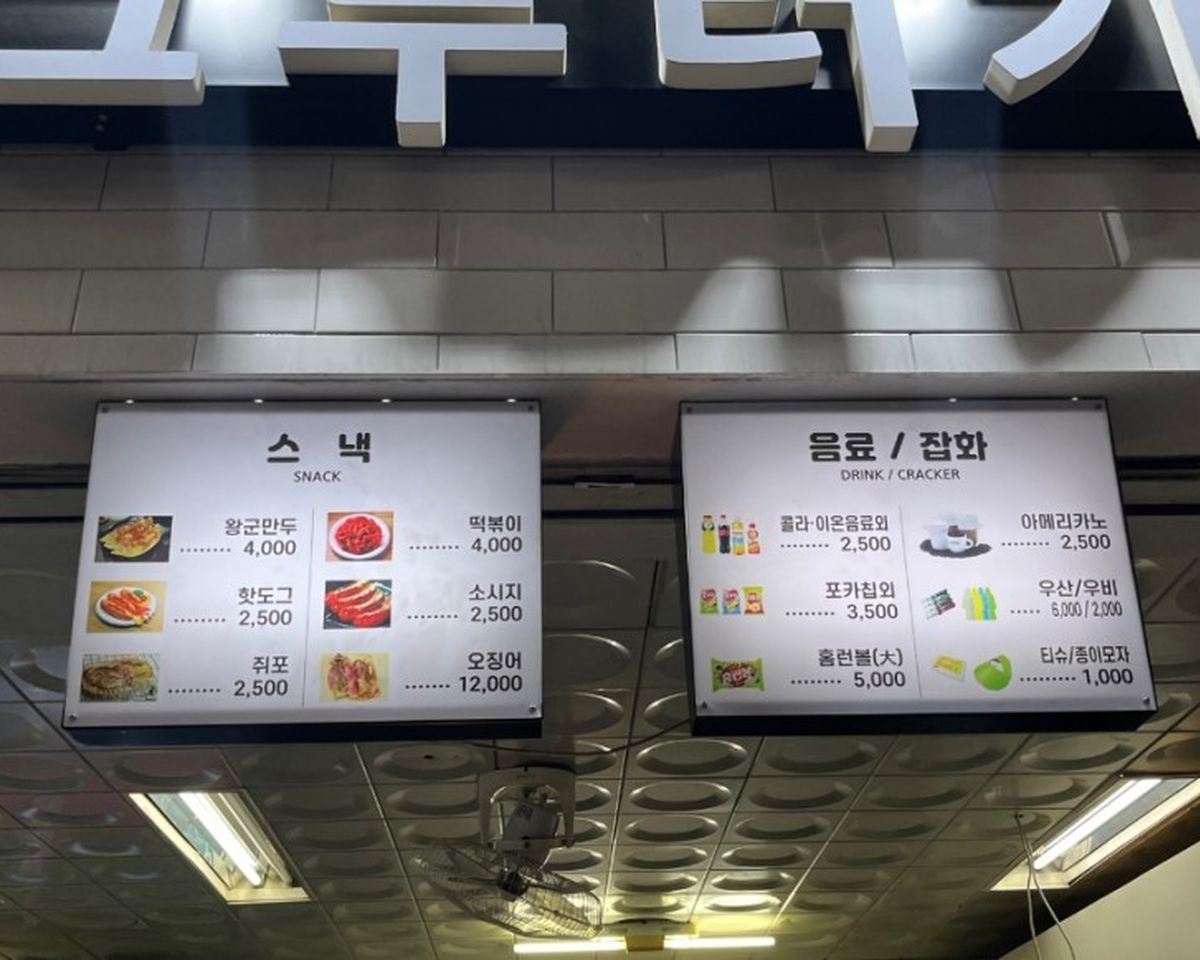 스 낵
SNACK
왕군만두
4,000
떡볶이
4,000
핫도그
2,500
소시지
2,500
쥐포
2,500
오징어
12,000
음료 / 잡화
DRINK / CRACKER
콜라·이온음료외
2,500
아메리카노
2,500
포카칩외
3,500
우산/우비
6,000 / 2,000
홈런볼(大)
5,000
티슈/종이모자
1,000